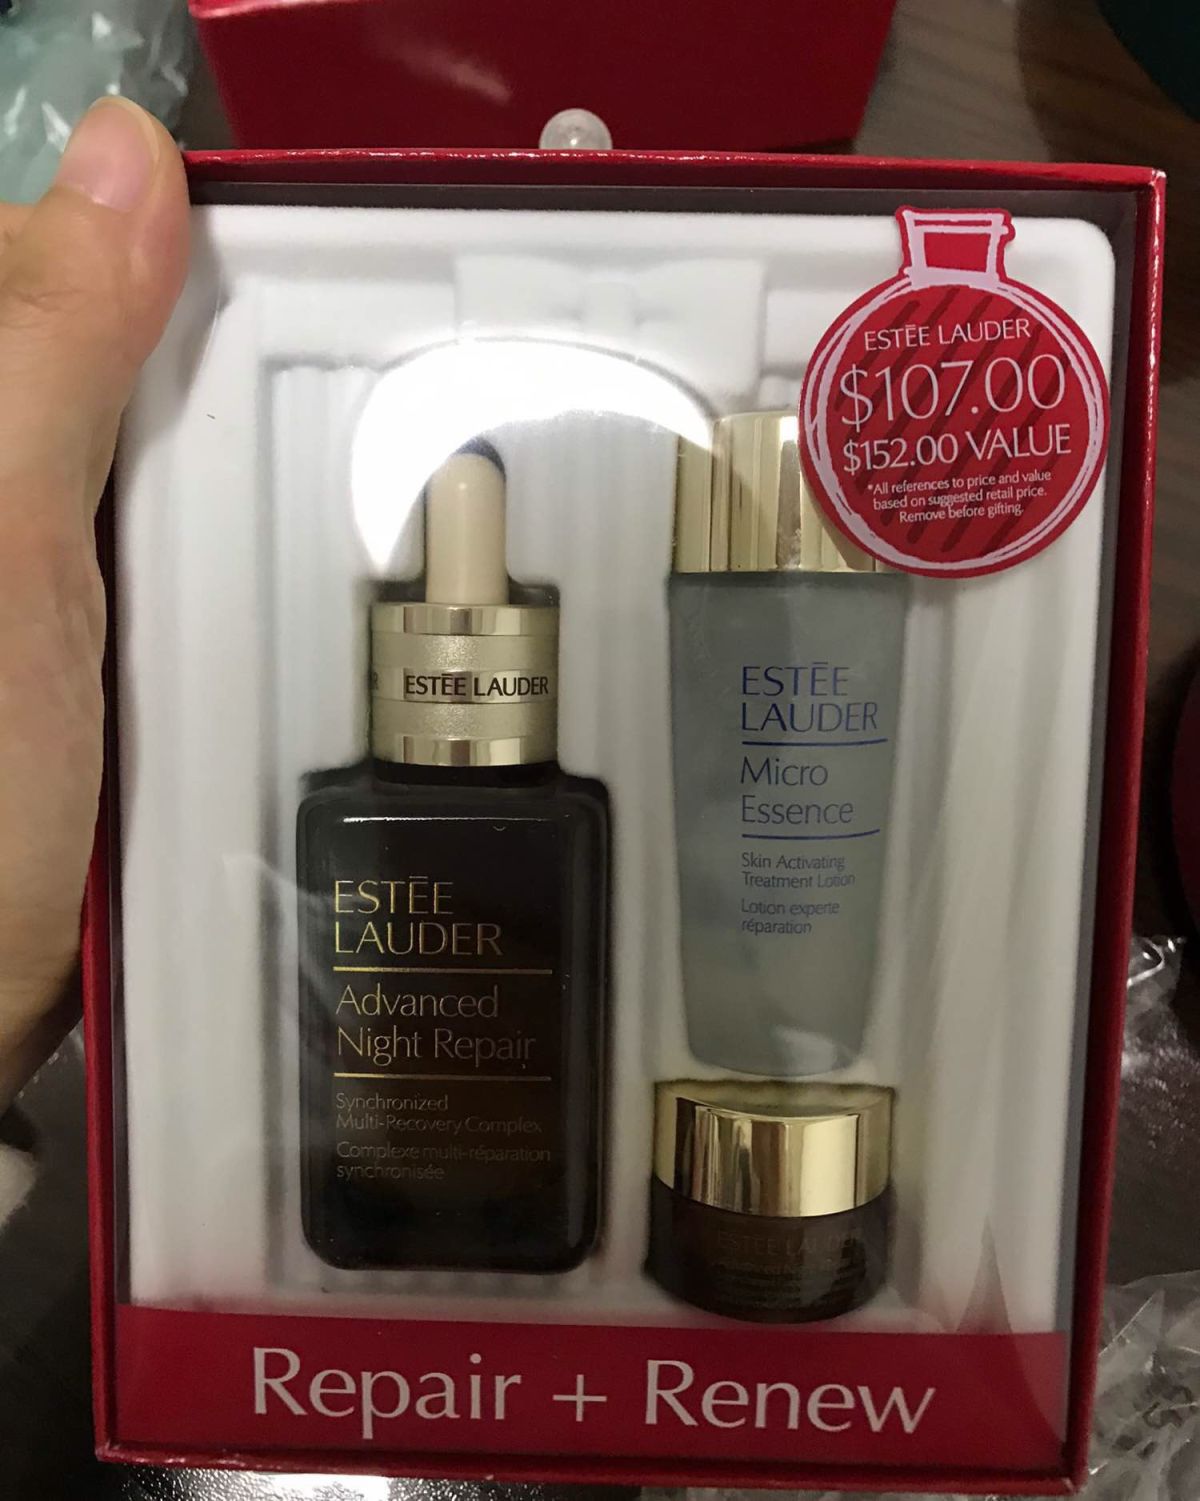 ESTĒE LAUDER
$107.00
$152.00 VALUE
*All references to price and value
based on suggested retail price.
Remove before gifting.
ESTĒE LAUDER
ESTĒE
LAUDER
Advanced
Night Repair
Synchronized
Multi-Recovery Complex
Complexe multi-réparation
synchronisée
ESTĒE
LAUDER
Micro
Essence
Skin Activating
Treatment Lotion
Lotion experte
réparation
ESTĒE LAUDER
Repair + Renew